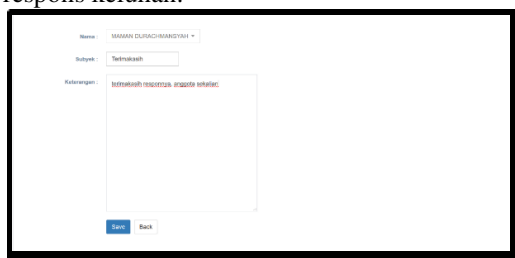 respons keluhan.
Nama : MAMAN DURACHMANSYAH
Subyek : Terimakasih
Keterangan : terimakasih responnya, anggota sekalian
Save Back